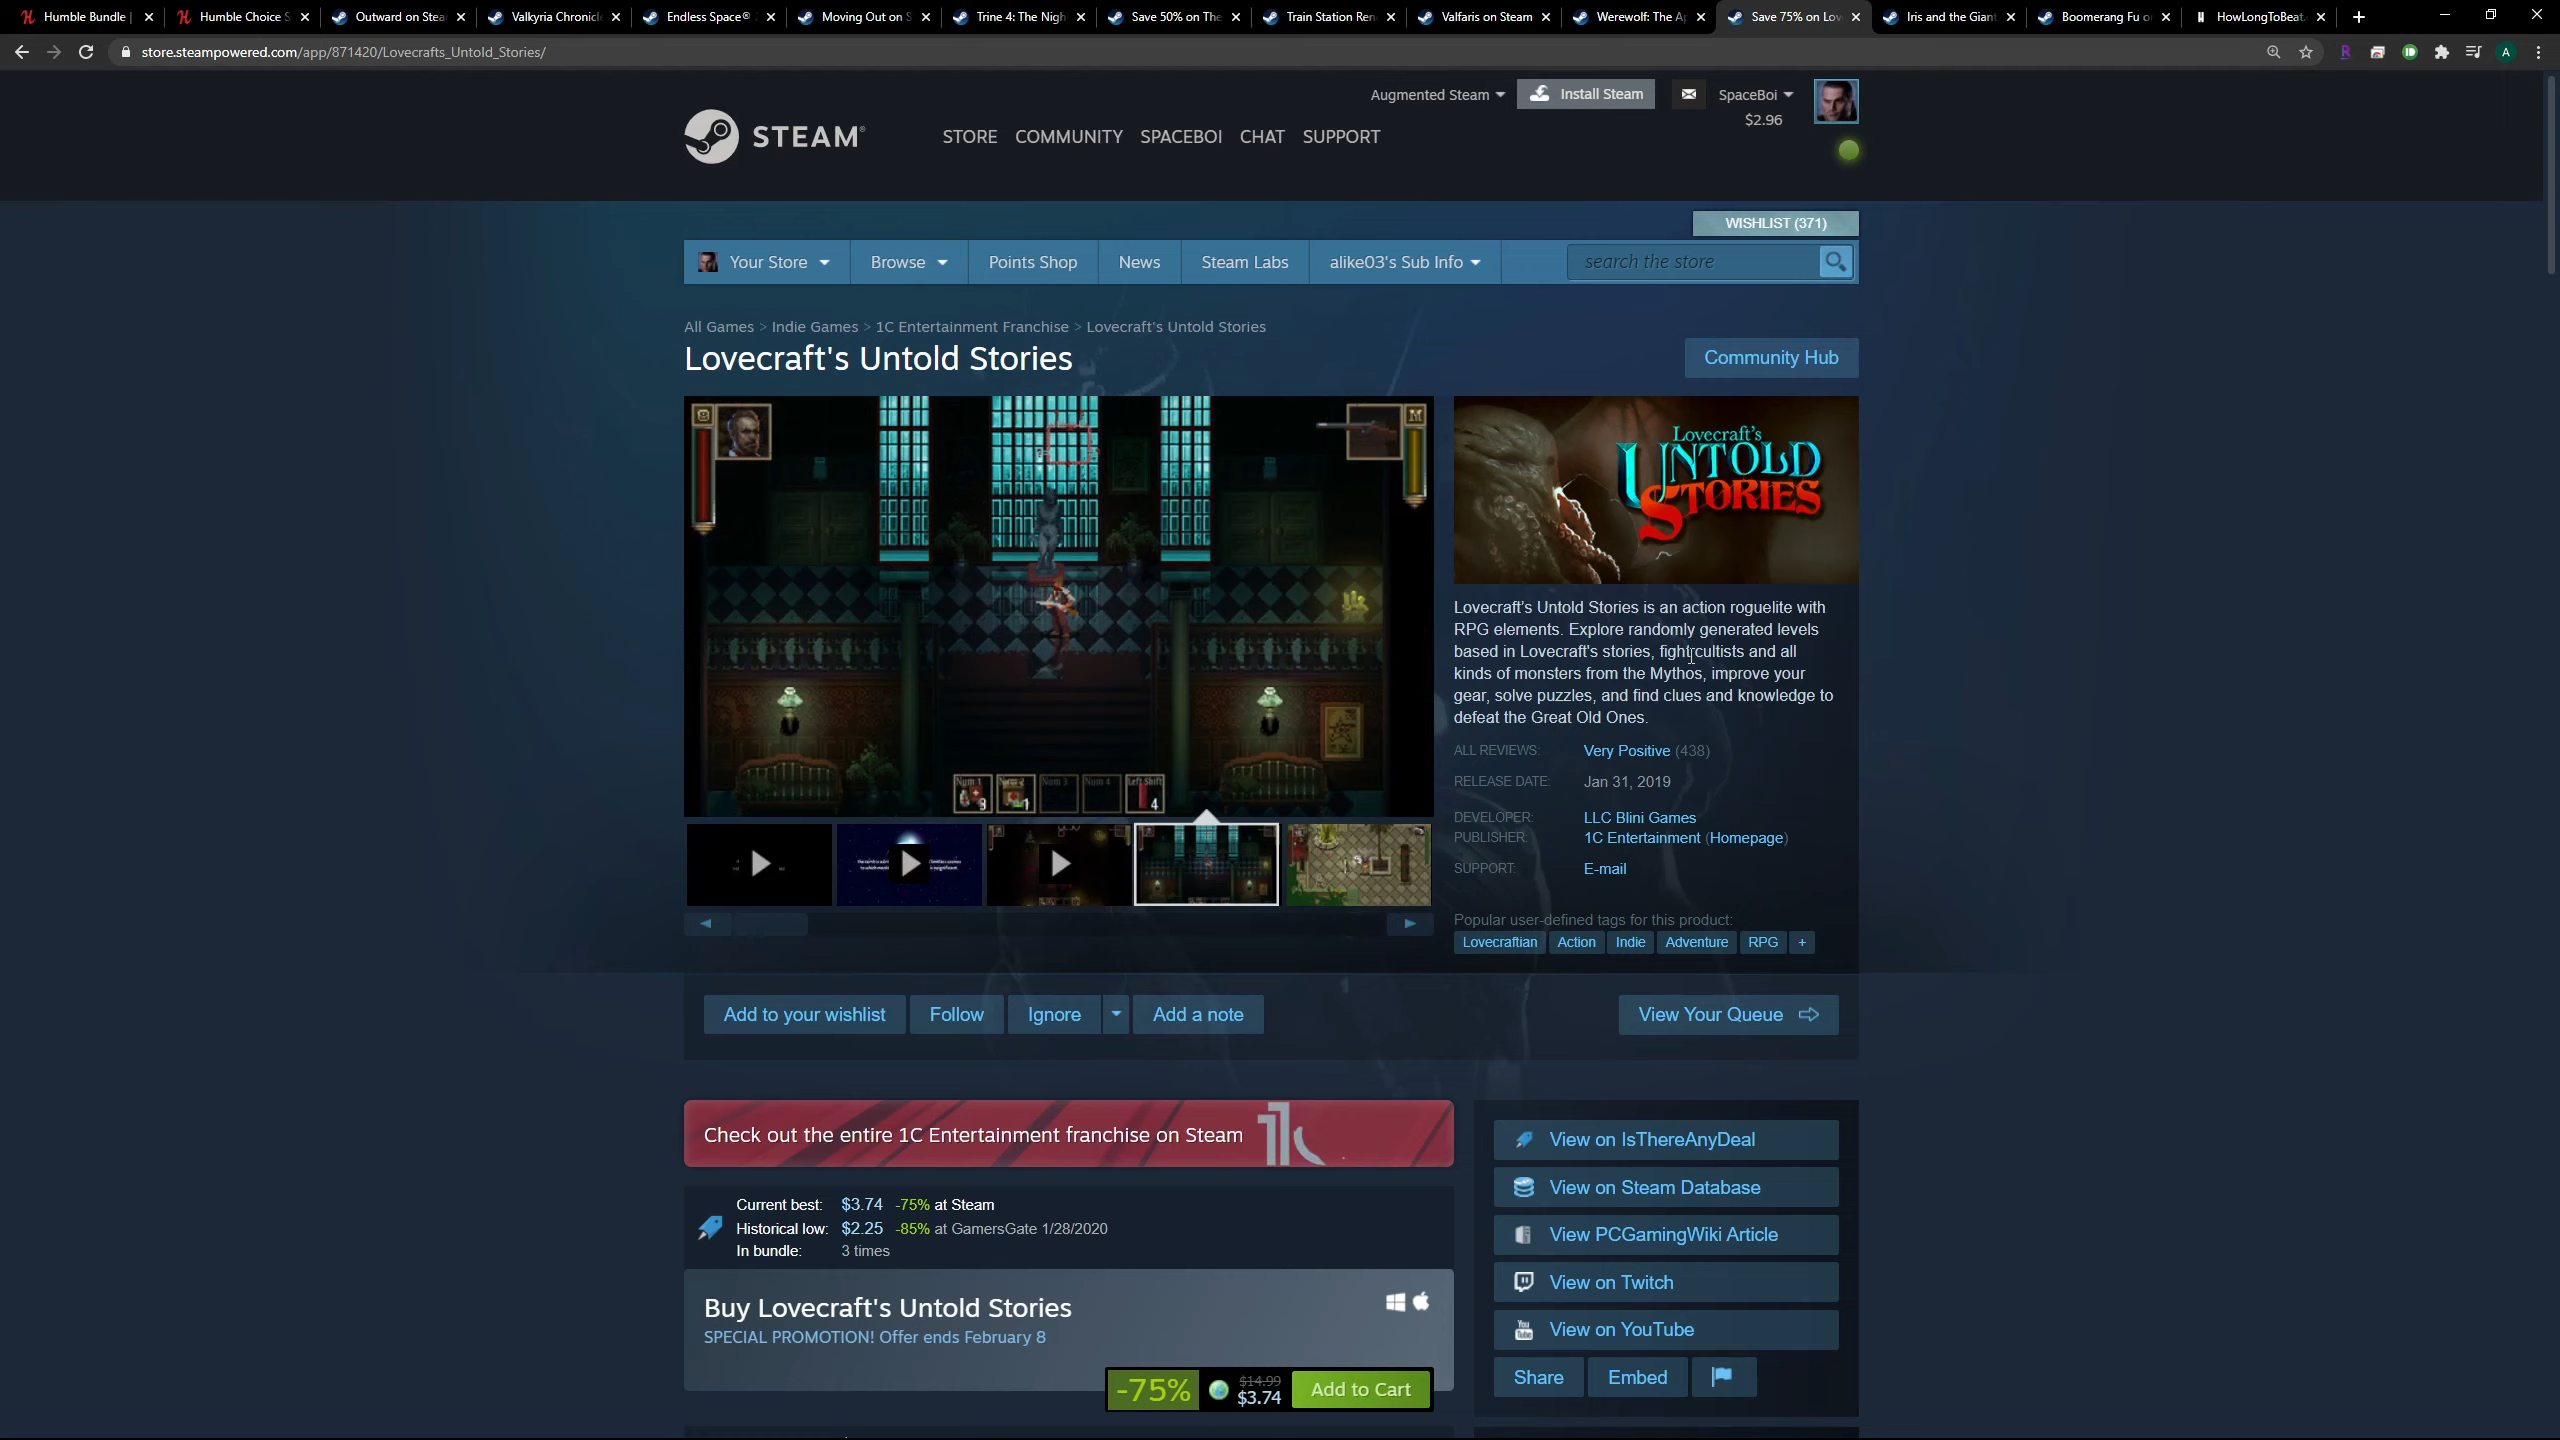 Humble Bundle |
Humble Choice S
Outward on Stea
Valkyria Chronicl
Endless Space®
Moving Out on S
Trine 4: The Nigh
Save 50% on The
Train Station Ren
Valfaris on Steam
Werewolf: The Ap
Save 75% on Lov
Iris and the Giant
Boomerang Fu o
HowLongToBeat.
store.steampowered.com/app/871420/Lovecrafts_Untold_Stories/
A
Augmented Steam
Install Steam
SpaceBoi
$2.96
STEAM®
STORE COMMUNITY SPACEBOI CHAT SUPPORT
WISHLIST (371)
Your Store
Browse
Points Shop
News
Steam Labs
alike03's Sub Info
search the store
All Games > Indie Games > 1C Entertainment Franchise > Lovecraft's Untold Stories
Lovecraft's Untold Stories
Community Hub
Num 1
3
Num 2
1
Num 3
Num 4
Left Shift
4
Lovecraft's
UNTOLD
STORIES
Lovecraft's Untold Stories is an action roguelite with
RPG elements. Explore randomly generated levels
based in Lovecraft's stories, fight cultists and all
kinds of monsters from the Mythos, improve your
gear, solve puzzles, and find clues and knowledge to
defeat the Great Old Ones.
ALL REVIEWS: Very Positive (438)
RELEASE DATE: Jan 31, 2019
DEVELOPER: LLC Blini Games
PUBLISHER: 1C Entertainment (Homepage)
SUPPORT: E-mail
Popular user-defined tags for this product:
Lovecraftian Action Indie Adventure RPG +
Add to your wishlist
Follow
Ignore
Add a note
View Your Queue
Check out the entire 1C Entertainment franchise on Steam
Current best: $3.74 -75% at Steam
Historical low: $2.25 -85% at GamersGate 1/28/2020
In bundle: 3 times
Buy Lovecraft's Untold Stories
SPECIAL PROMOTION! Offer ends February 8
-75%
$14.99
$3.74
Add to Cart
View on IsThereAnyDeal
View on Steam Database
View PCGamingWiki Article
View on Twitch
View on YouTube
Share
Embed